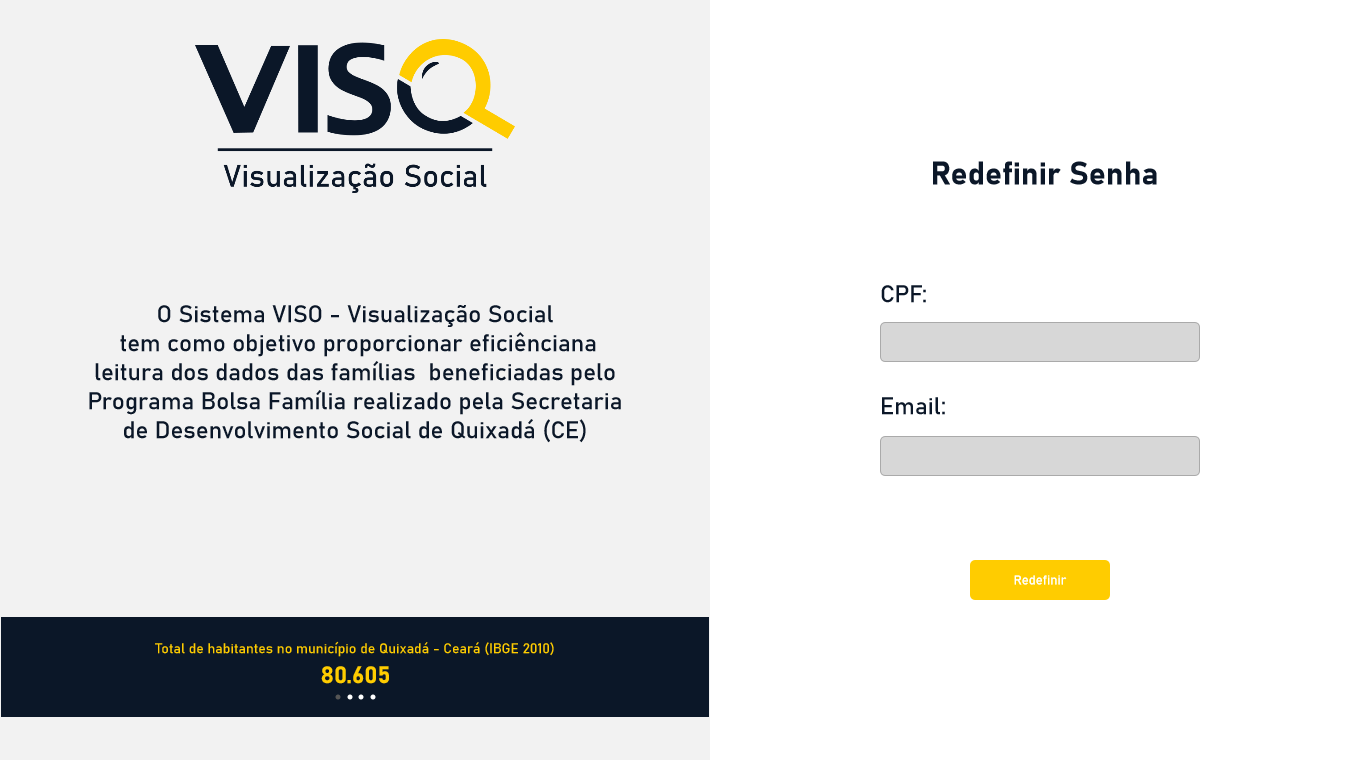 VISO
Visualização Social
O Sistema VISO - Visualização Social
tem como objetivo proporcionar eficiênciana
leitura dos dados das famílias  beneficiadas pelo
Programa Bolsa Família realizado pela Secretaria
de Desenvolvimento Social de Quixadá (CE)
Total de habitantes no município de Quixadá - Ceará (IBGE 2010)
80.605
Redefinir Senha
CPF:
Email:
Redefinir